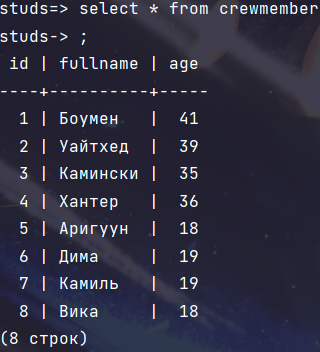 studs=> select * from crewmember
studs-> ;
 id | fullname | age
----+----------+-----
  1 | Боумен   |  41
  2 | Уайтхед  |  39
  3 | Камински |  35
  4 | Хантер   |  36
  5 | Аригуун  |  18
  6 | Дима     |  19
  7 | Камиль   |  19
  8 | Вика     |  18
(8 строк)